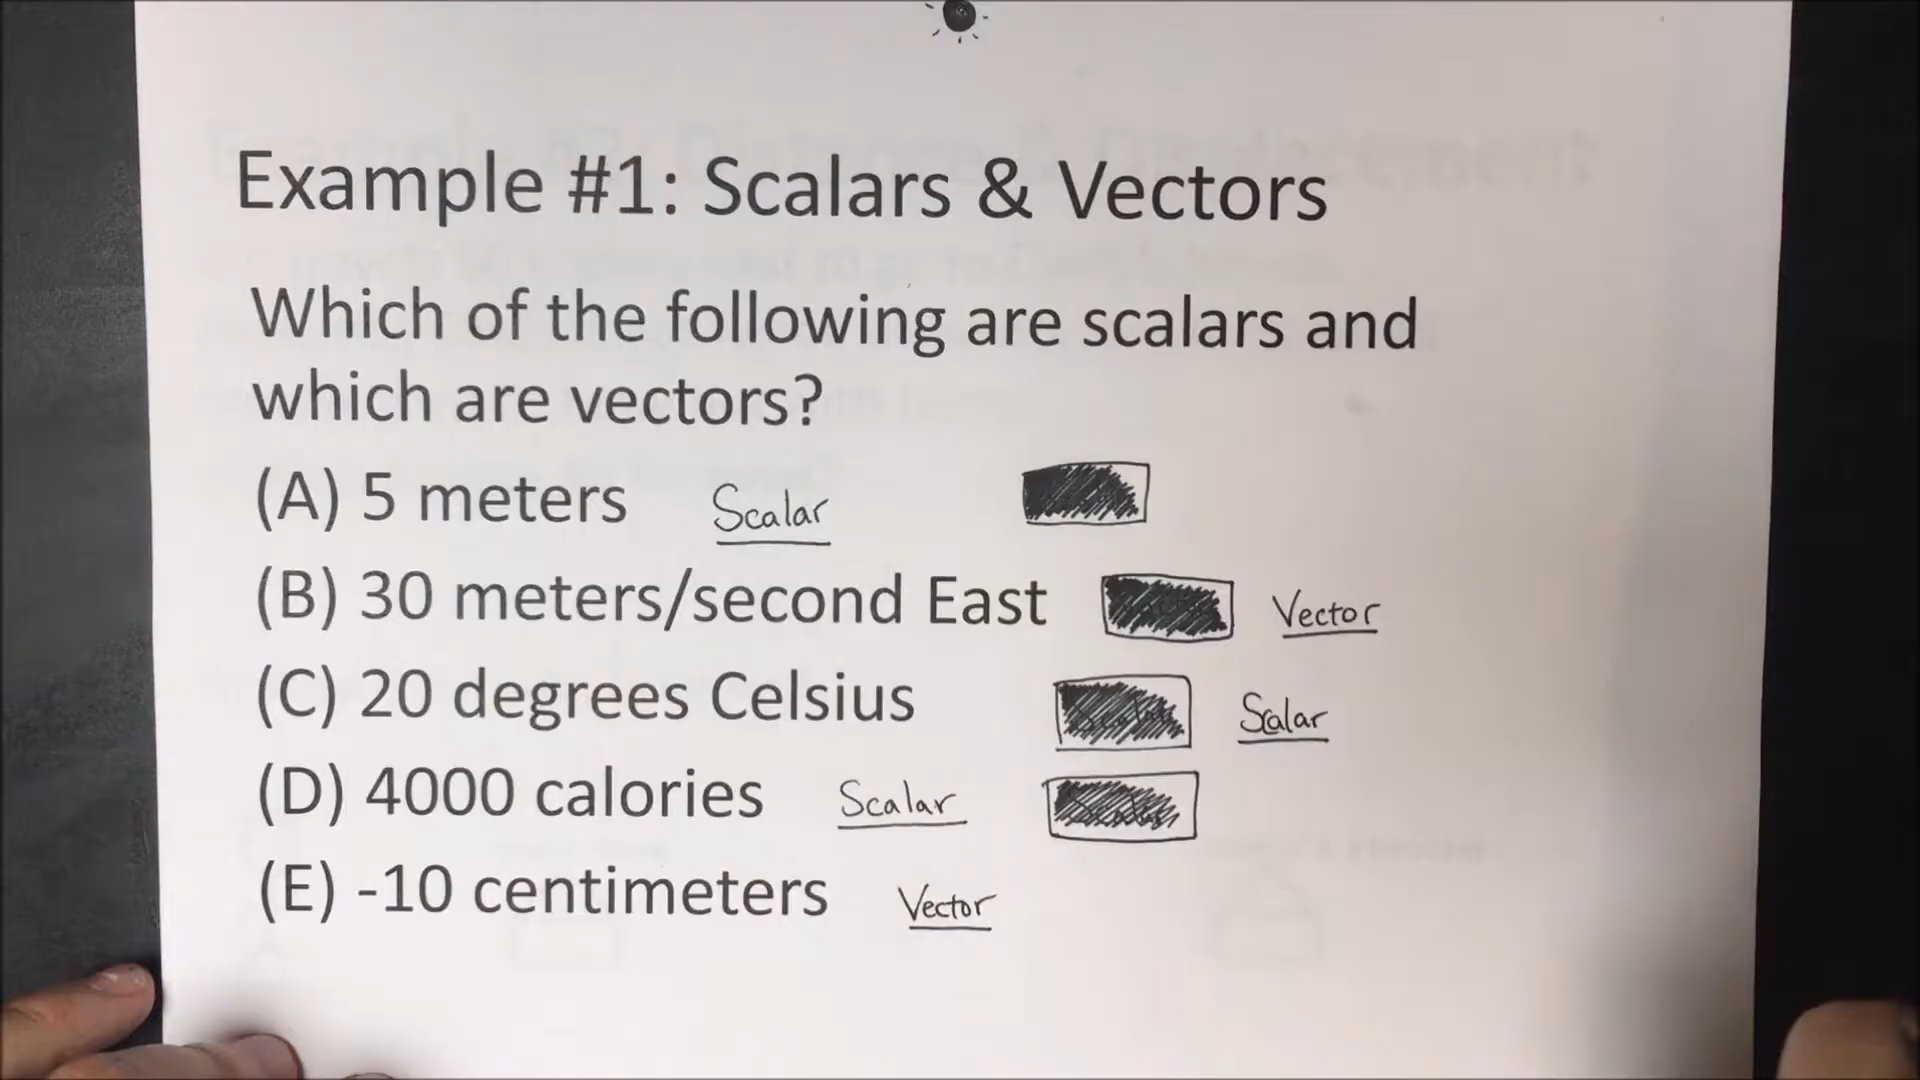 Example #1: Scalars & Vectors
Which of the following are scalars and
which are vectors?
(A) 5 meters Scalar
(B) 30 meters/second East Vector
(C) 20 degrees Celsius Scalar
(D) 4000 calories Scalar
(E) -10 centimeters Vector